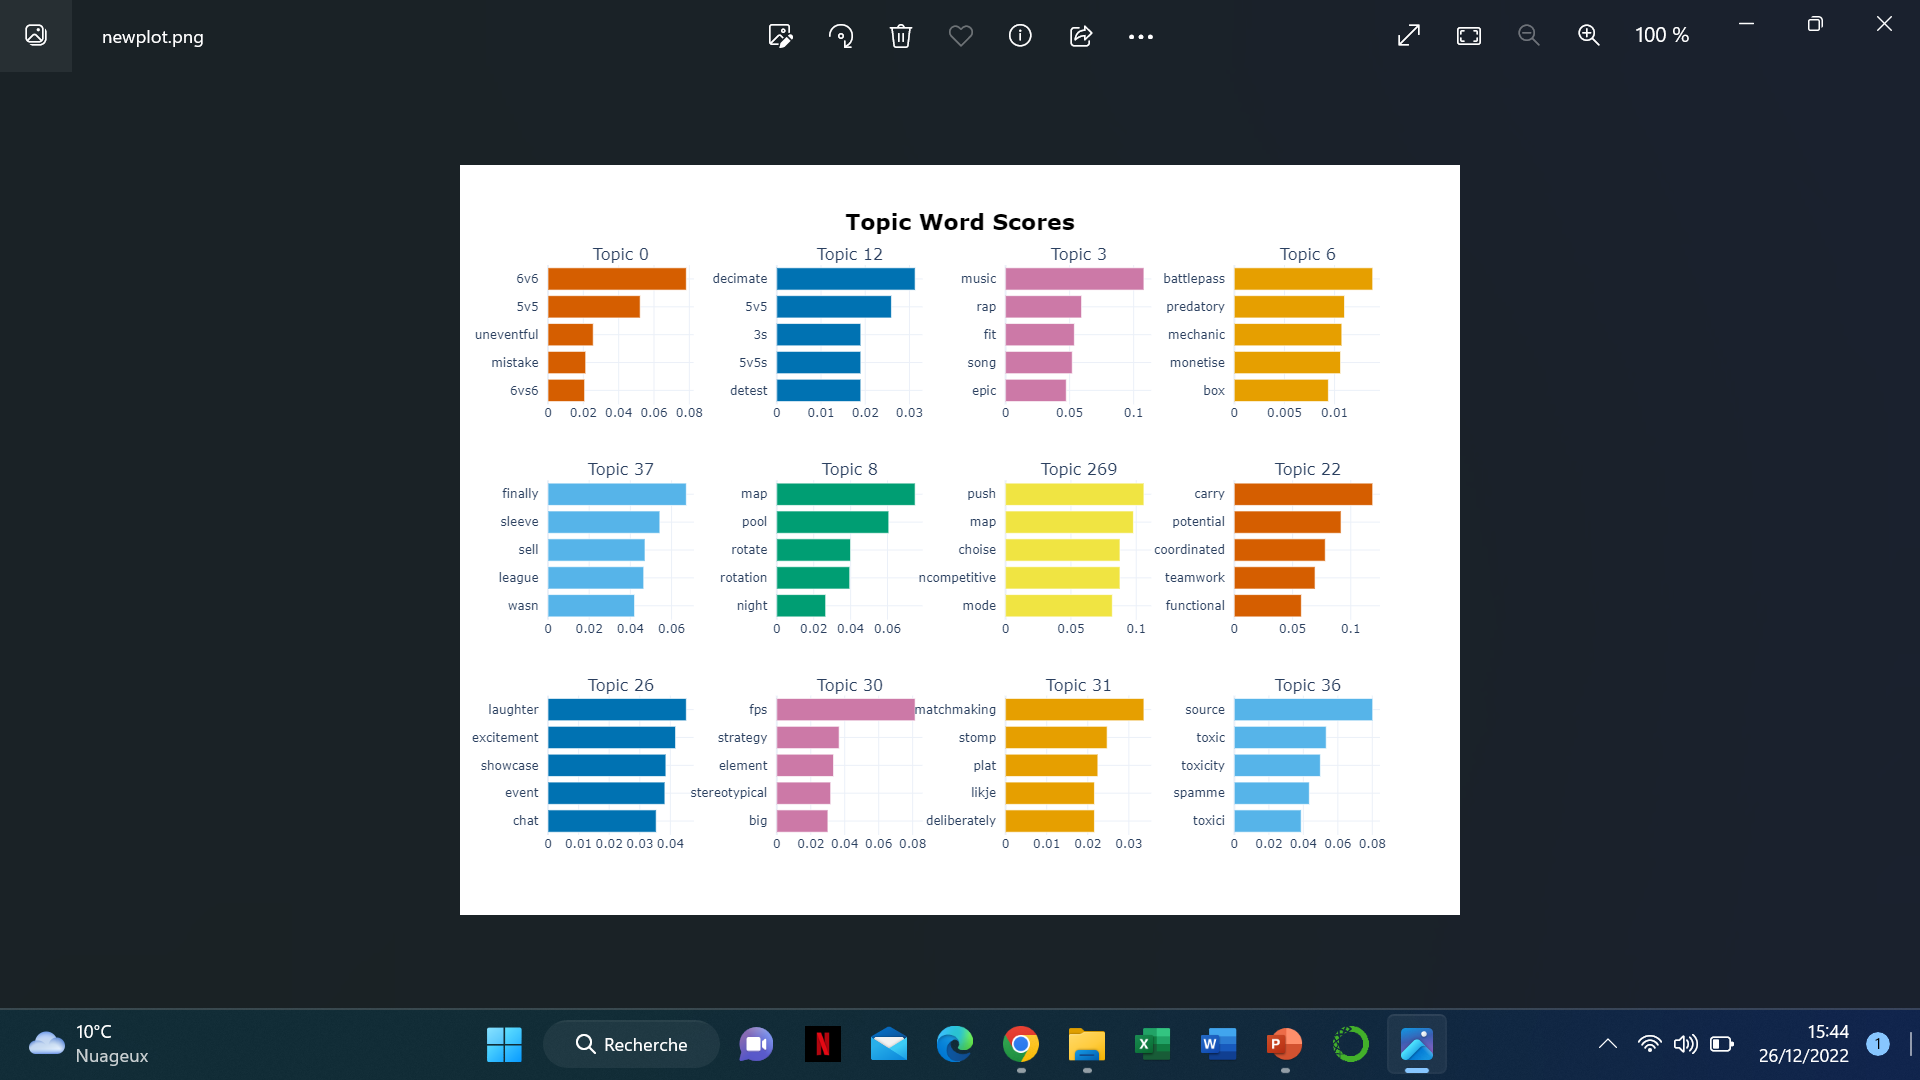 newplot.png
100 %
Topic Word Scores
Topic 0
6v6
5v5
uneventful
mistake
6vs6
0 0.02 0.04 0.06 0.08
Topic 12
decimate
5v5
3s
5v5s
detest
0 0.01 0.02 0.03
Topic 3
music
rap
fit
song
epic
0 0.05 0.1
Topic 6
battlepass
predatory
mechanic
monetise
box
0 0.005 0.01
Topic 37
finally
sleeve
sell
league
wasn
0 0.02 0.04 0.06
Topic 8
map
pool
rotate
rotation
night
0 0.02 0.04 0.06
Topic 269
push
map
choise
ncompetitive
mode
0 0.05 0.1
Topic 22
carry
potential
coordinated
teamwork
functional
0 0.05 0.1
Topic 26
laughter
excitement
showcase
event
chat
0 0.01 0.02 0.03 0.04
Topic 30
fps
strategy
element
stereotypical
big
0 0.02 0.04 0.06 0.08
Topic 31
matchmaking
stomp
plat
likje
deliberately
0 0.01 0.02 0.03
Topic 36
source
toxic
toxicity
spamme
toxici
0 0.02 0.04 0.06 0.08
10°C
Nuageux
Recherche
N
X
W
P
15:44
26/12/2022
1